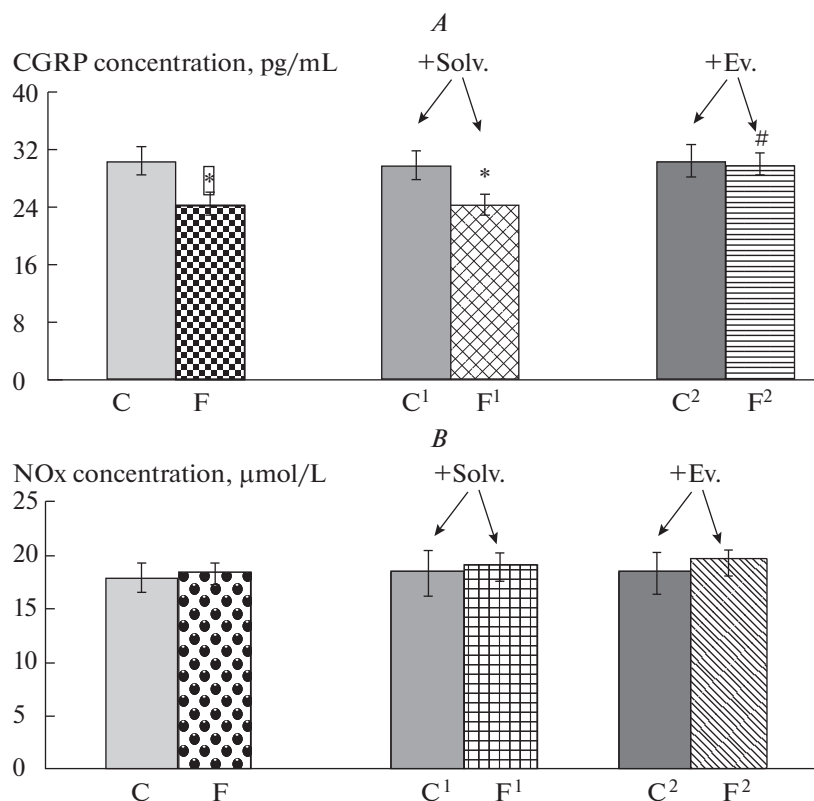 A
CGRP concentration, pg/mL +Solv. +Ev.
40
32
24
16
8
0
* * #
C F C¹ F¹ C² F²
B
NOx concentration, μmol/L +Solv. +Ev.
25
20
15
10
5
0
C F C¹ F¹ C² F²